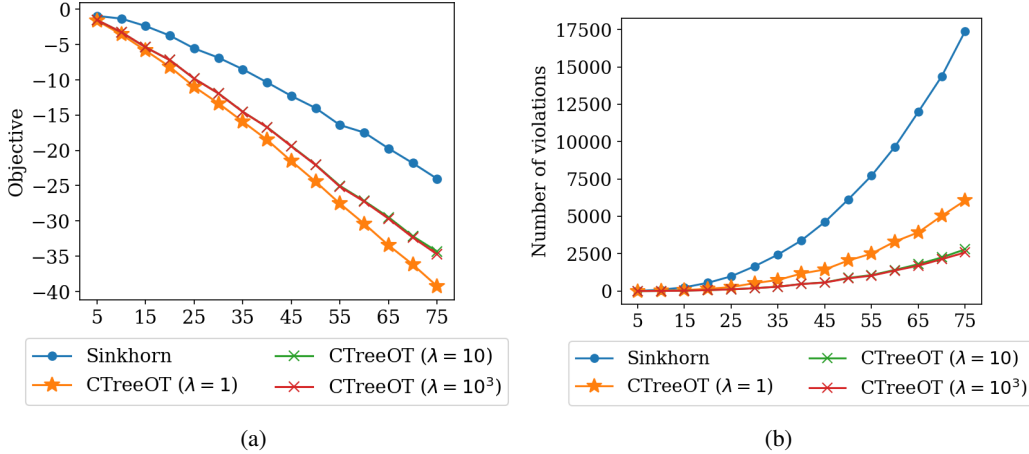 0
−5
−10
−15
−20
−25
−30
−35
−40
Objective
5 15 25 35 45 55 65 75
Sinkhorn
CTreeOT (λ = 1)
CTreeOT (λ = 10)
CTreeOT (λ = 10³)
(a)
17500
15000
12500
10000
7500
5000
2500
0
Number of violations
5 15 25 35 45 55 65 75
Sinkhorn
CTreeOT (λ = 1)
CTreeOT (λ = 10)
CTreeOT (λ = 10³)
(b)